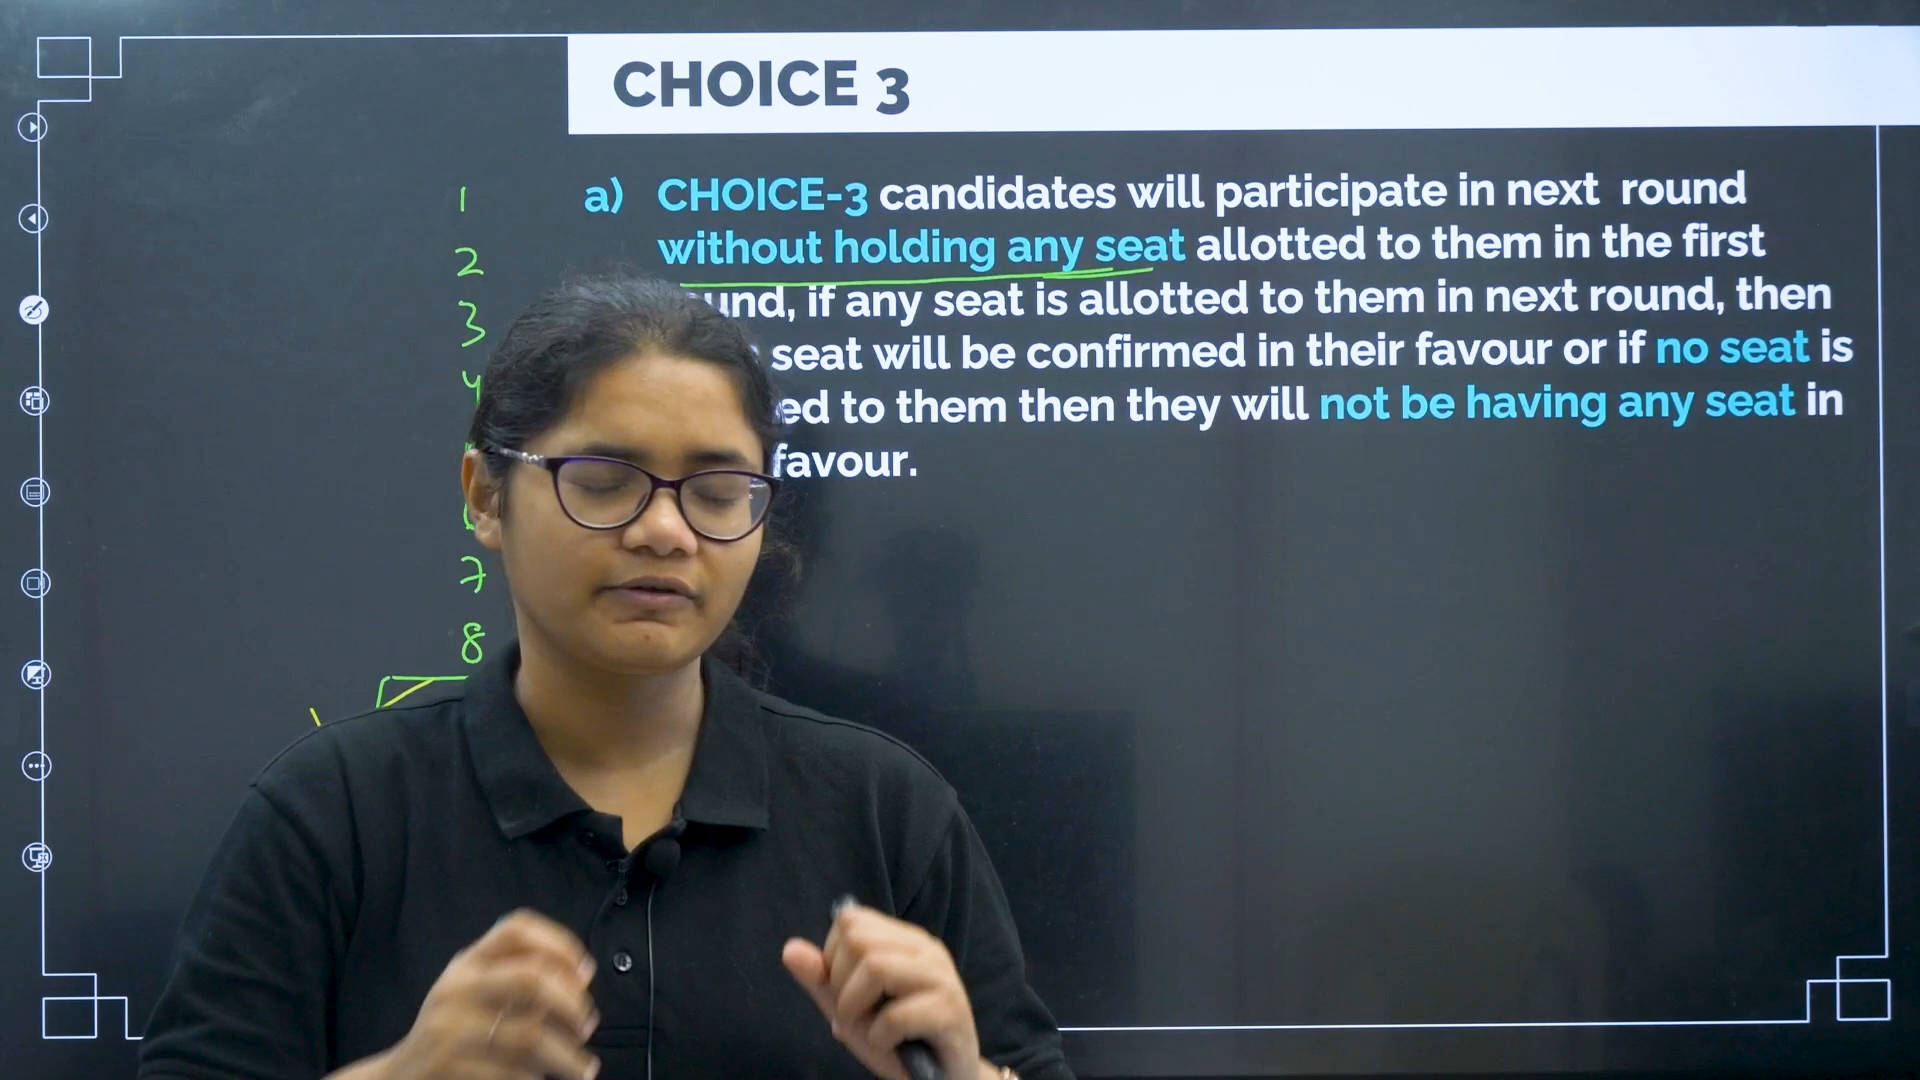 CHOICE 3
a) CHOICE-3 candidates will participate in next round
without holding any seat allotted to them in the first
und, if any seat is allotted to them in next round, then
seat will be confirmed in their favour or if no seat is
ed to them then they will not be having any seat in
favour.
1
2
3
4
7
8